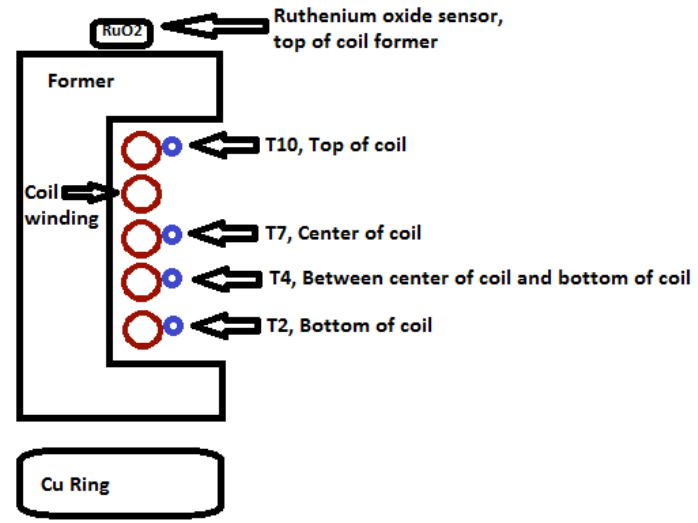 RuO2
Ruthenium oxide sensor,
top of coil former
Former
T10, Top of coil
Coil
winding
T7, Center of coil
T4, Between center of coil and bottom of coil
T2, Bottom of coil
Cu Ring